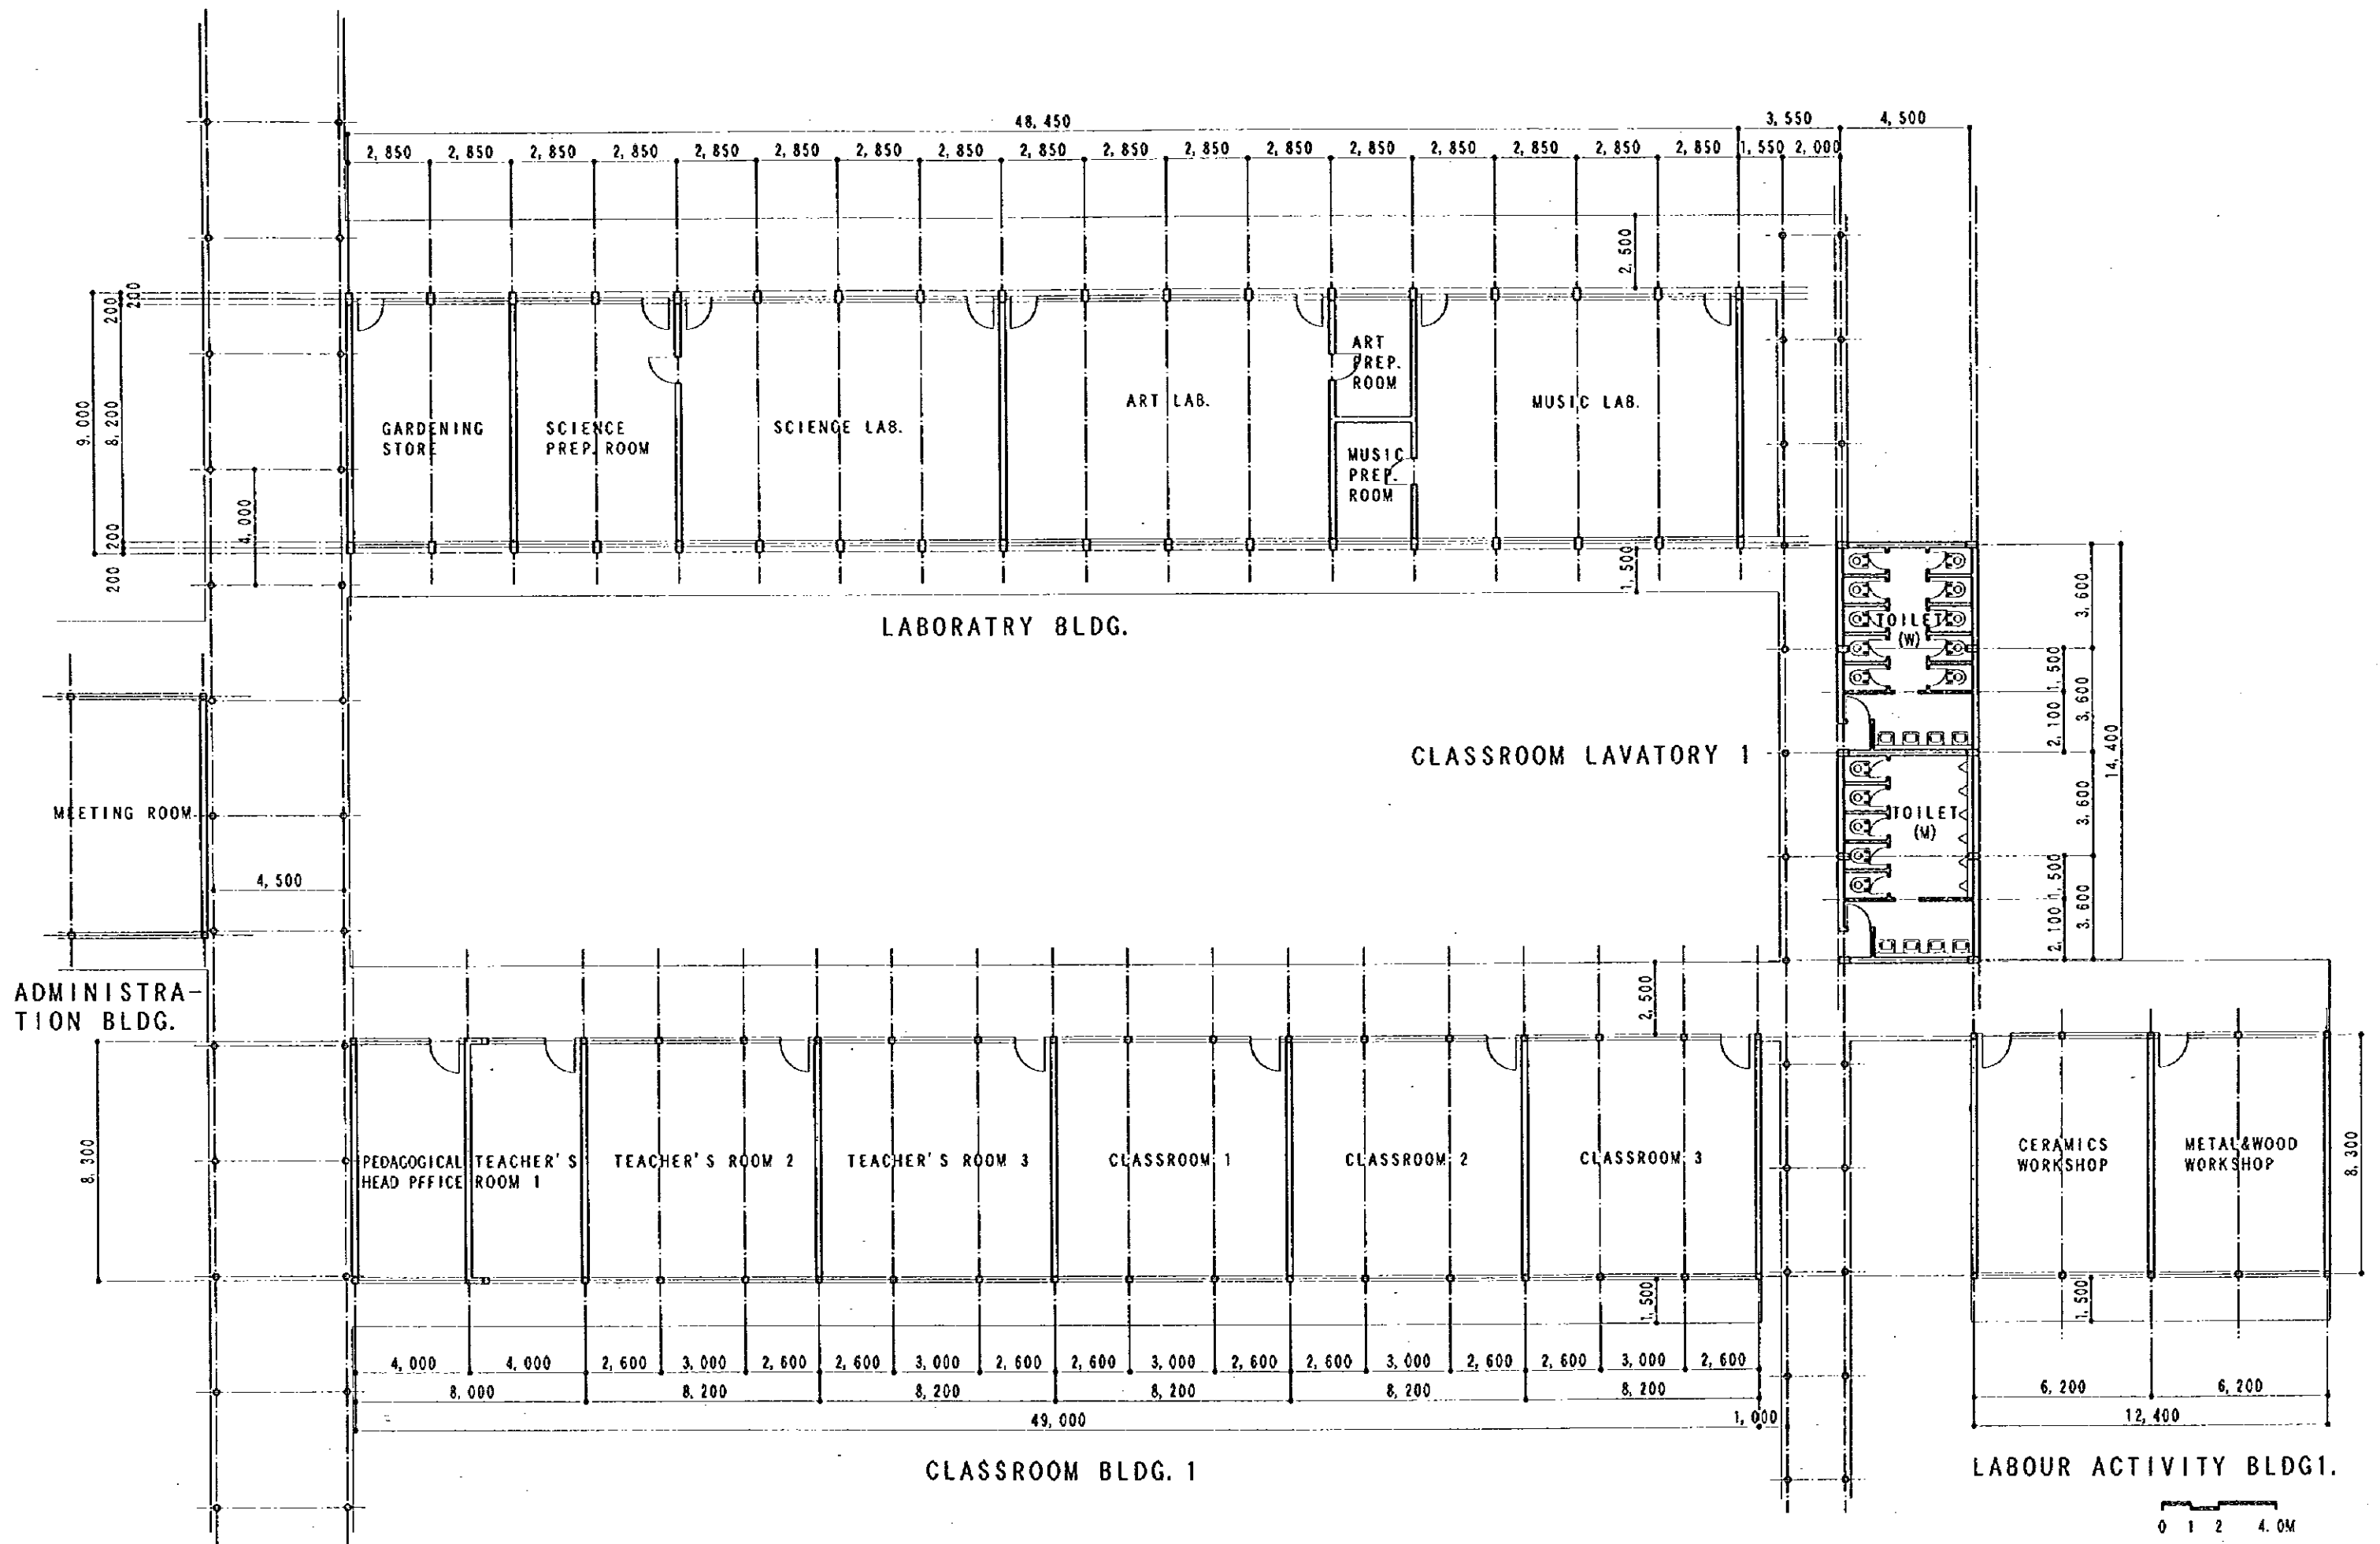 48,450
3,550
4,500
2,850 2,850 2,850 2,850 2,850 2,850 2,850 2,850 2,850 2,850 2,850 2,850 2,850 2,850 2,850 2,850 2,850 1,550 2,000
2,500
200
200
9,000
8,200
200
200
4,000
GARDENING
STORE
SCIENCE
PREP. ROOM
SCIENCE LAB.
ART LAB.
ART
PREP.
ROOM
MUSIC
PREP.
ROOM
MUSIC LAB.
1,500
LABORATRY BLDG.
TOILET
(W)
3,600
1,500
3,600
2,100
14,400
CLASSROOM LAVATORY 1
MEETING ROOM
TOILET
(M)
3,600
1,500
3,600
2,100
4,500
ADMINISTRA-
TION BLDG.
2,500
8,300
PEDAGOGICAL
HEAD PFFICE
TEACHER'S
ROOM 1
TEACHER'S ROOM 2
TEACHER'S ROOM 3
CLASSROOM 1
CLASSROOM 2
CLASSROOM 3
CERAMICS
WORKSHOP
METAL&WOOD
WORKSHOP
8,300
1,500
1,500
4,000 4,000 2,600 3,000 2,600 2,600 3,000 2,600 2,600 3,000 2,600 2,600 3,000 2,600 2,600 3,000 2,600
8,000 8,200 8,200 8,200 8,200 8,200
6,200 6,200
49,000
1,000
12,400
CLASSROOM BLDG. 1
LABOUR ACTIVITY BLDG1.
0 1 2 4.0M